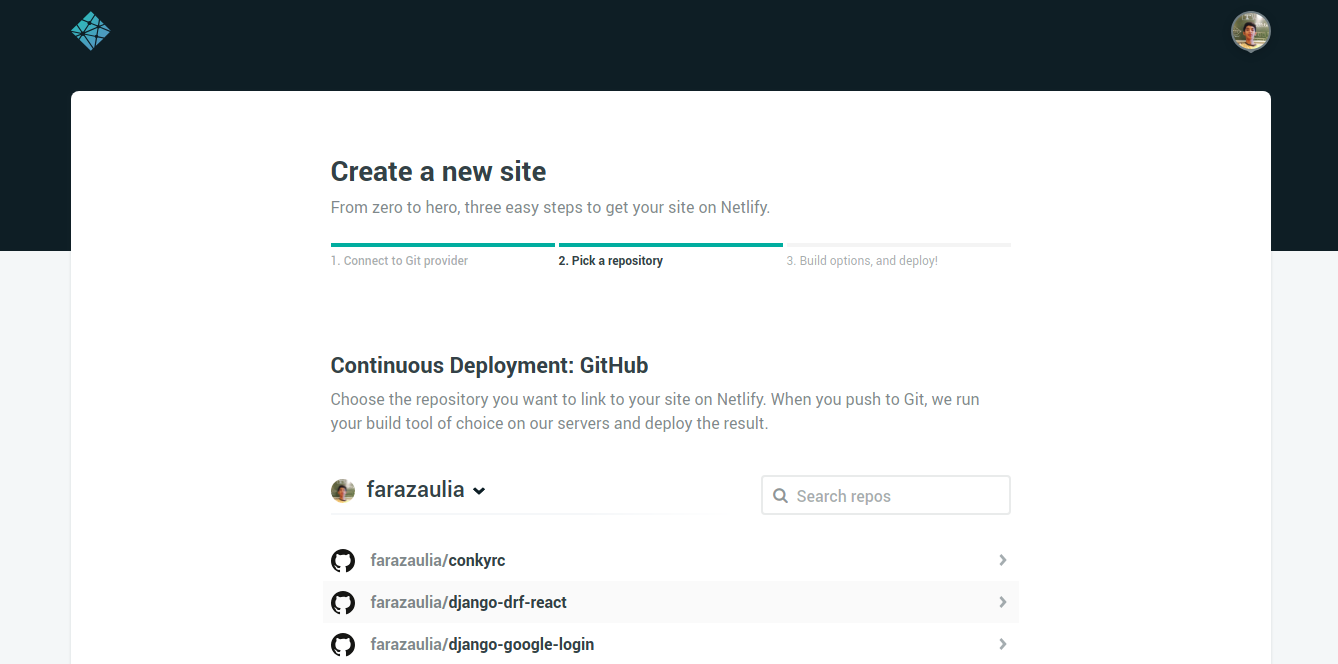 Create a new site
From zero to hero, three easy steps to get your site on Netlify.
1. Connect to Git provider
2. Pick a repository
3. Build options, and deploy!
Continuous Deployment: GitHub
Choose the repository you want to link to your site on Netlify. When you push to Git, we run
your build tool of choice on our servers and deploy the result.
farazaulia
Search repos
farazaulia/conkyrc
farazaulia/django-drf-react
farazaulia/django-google-login